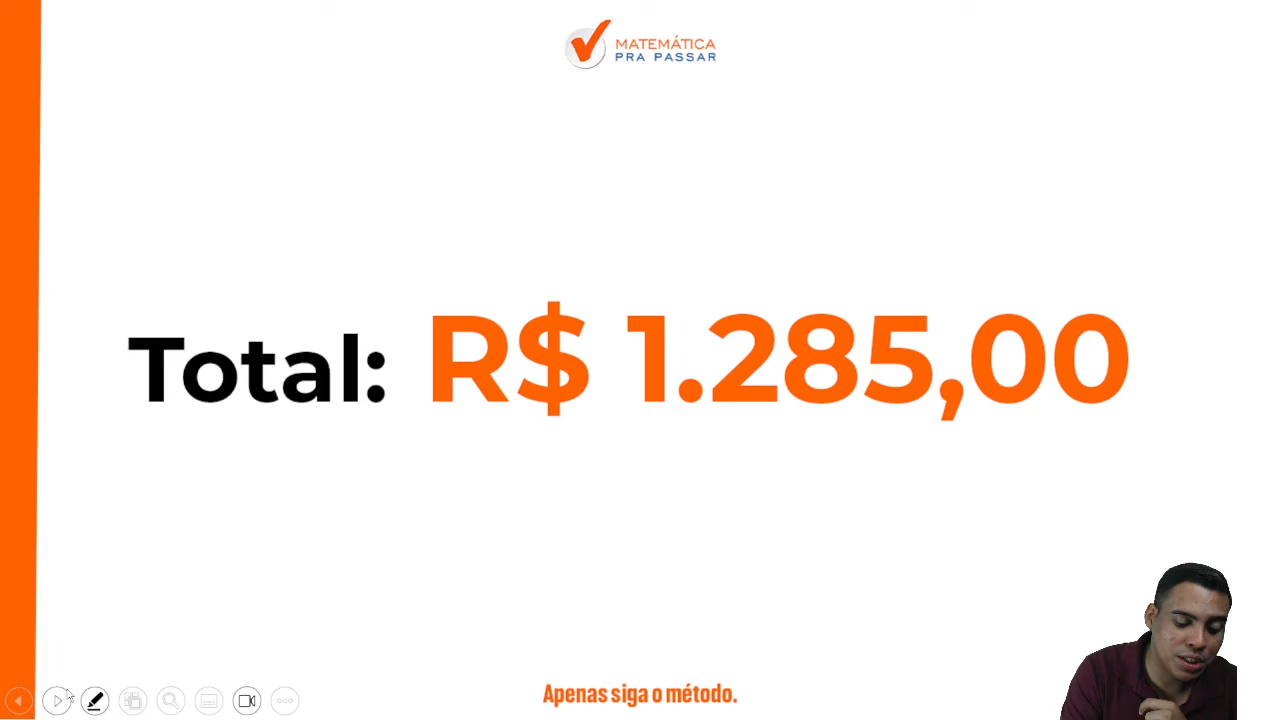 MATEMÁTICA
PRA PASSAR
Total: R$ 1.285,00
Apenas siga o método.